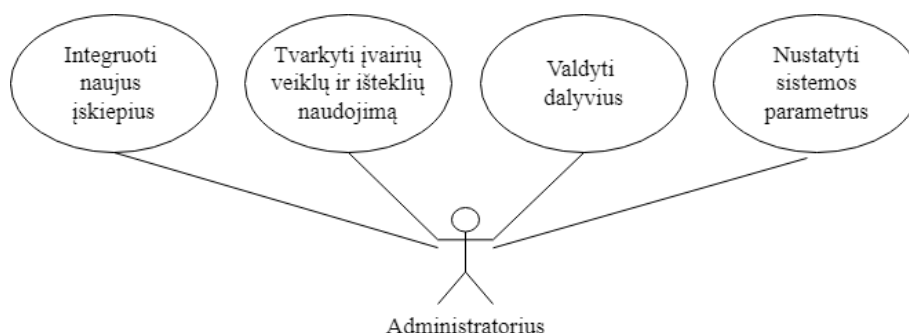 Integruoti
naujus
įskiepius
Tvarkyti įvairių
veiklų ir išteklių
naudojimą
Valdyti
dalyvius
Nustatyti
sistemos
parametrus
Administratorius